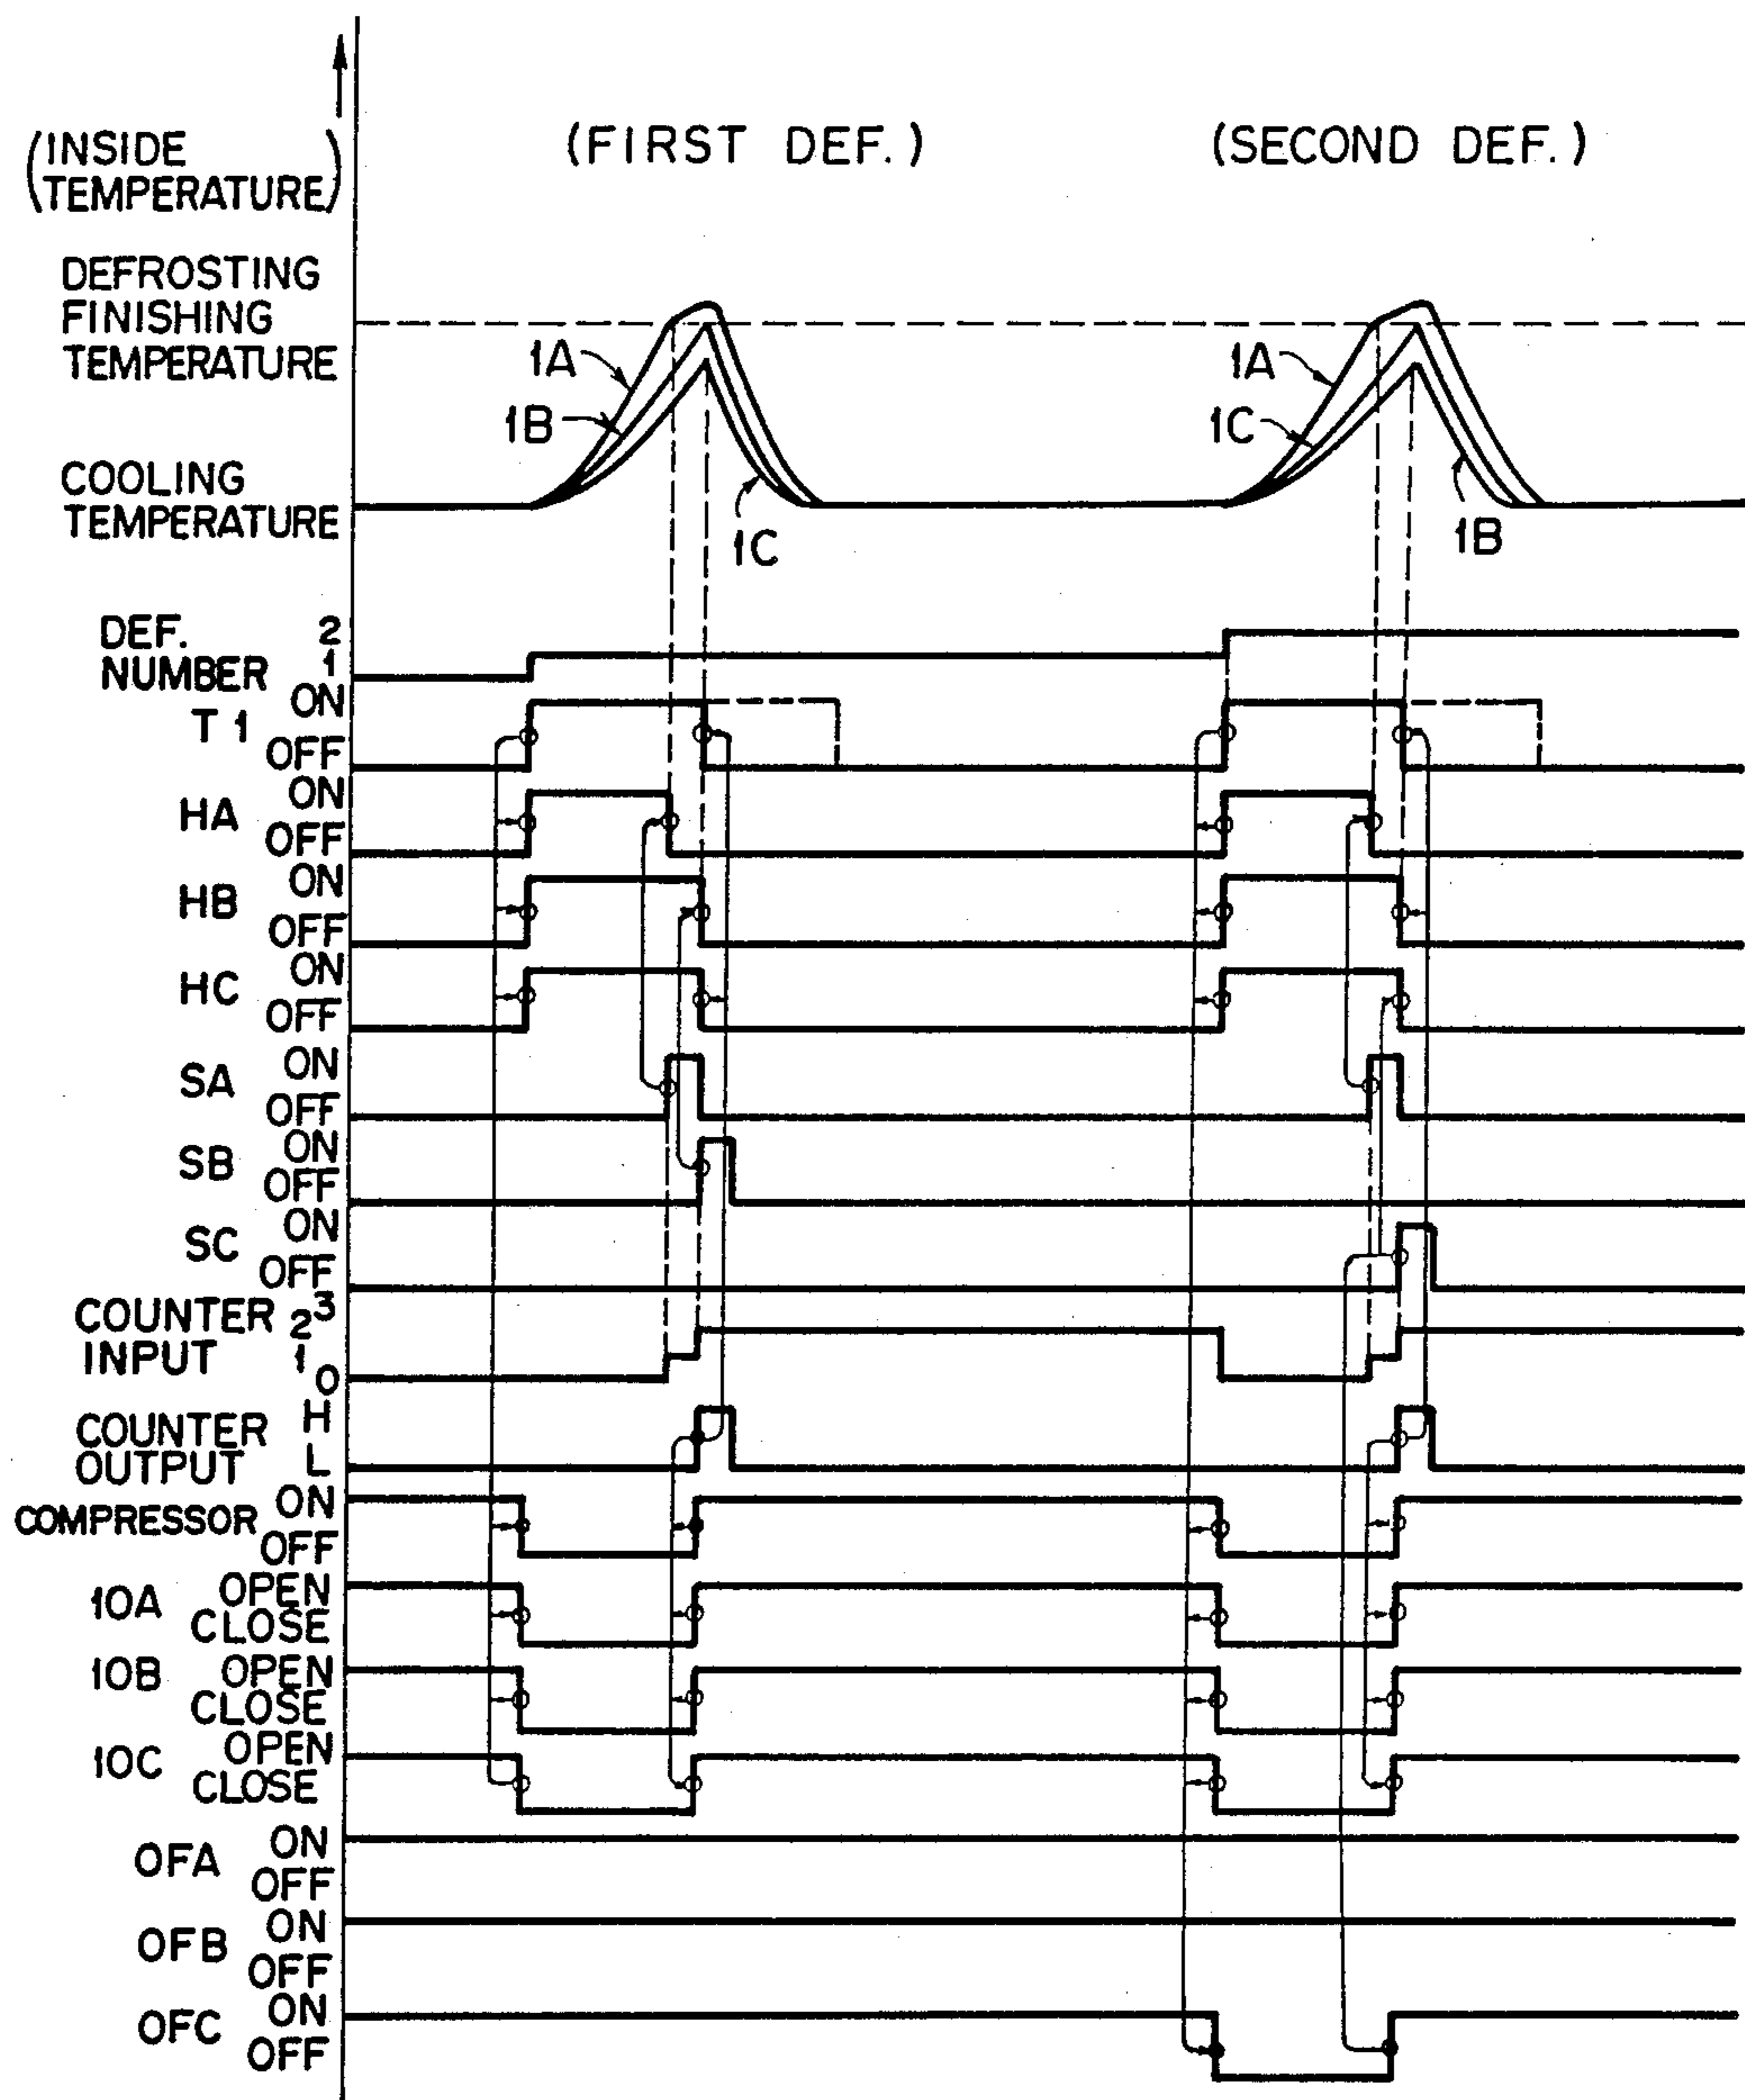 (FIRST DEF.)
(SECOND DEF.)
(INSIDE
TEMPERATURE)
DEFROSTING
FINISHING
TEMPERATURE
1A
1B
1C
1A
1C
1B
COOLING
TEMPERATURE
DEF.
NUMBER
2
1
T1
ON
OFF
HA
ON
OFF
HB
ON
OFF
HC
ON
OFF
SA
ON
OFF
SB
ON
OFF
SC
ON
OFF
COUNTER
INPUT
3
2
1
0
COUNTER
OUTPUT
H
L
COMPRESSOR
ON
OFF
10A
OPEN
CLOSE
10B
OPEN
CLOSE
10C
OPEN
CLOSE
OFA
ON
OFF
OFB
ON
OFF
OFC
ON
OFF